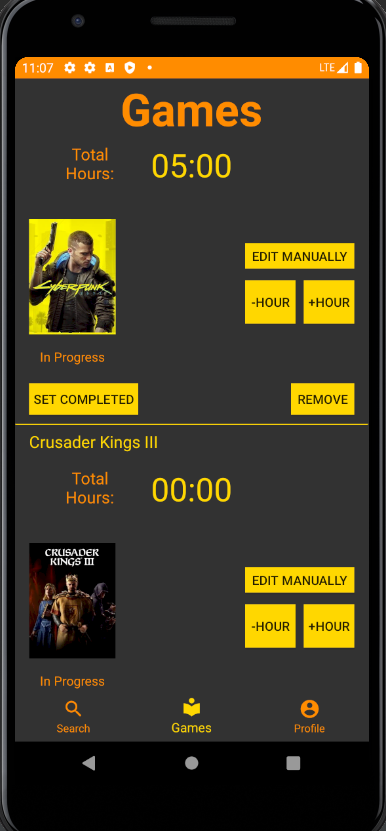 11:07 LTE
Games
Total
Hours:
05:00
Cyberpunk
EDIT MANUALLY
-HOUR
+HOUR
In Progress
SET COMPLETED
REMOVE
Crusader Kings III
Total
Hours:
00:00
CRUSADER
KINGS III
EDIT MANUALLY
-HOUR
+HOUR
In Progress
Search
Games
Profile